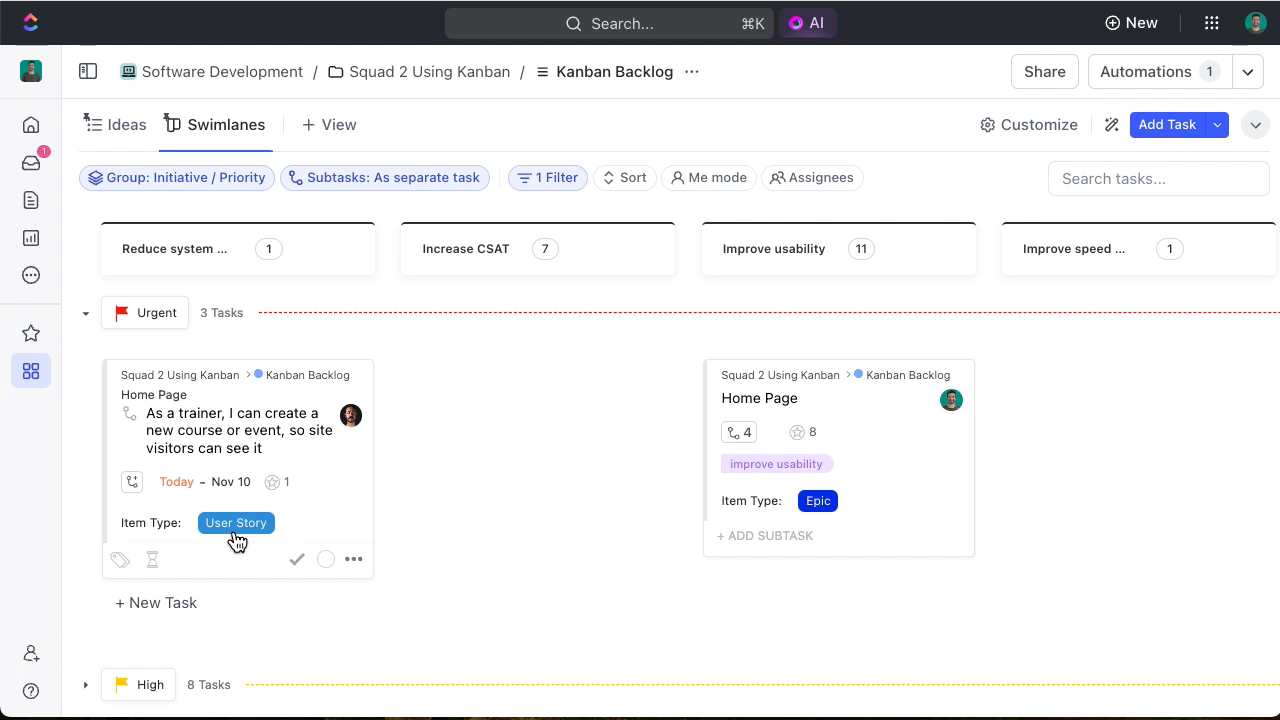 Search...
⌘K
AI
New
Software Development / Squad 2 Using Kanban / Kanban Backlog ...
Share
Automations 1
Ideas
Swimlanes
+ View
Customize
Add Task
1
Group: Initiative / Priority
Subtasks: As separate task
1 Filter
Sort
Me mode
Assignees
Search tasks...
Reduce system ... 1
Increase CSAT 7
Improve usability 11
Improve speed ... 1
Urgent 3 Tasks
Squad 2 Using Kanban > Kanban Backlog
Home Page
As a trainer, I can create a
new course or event, so site
visitors can see it
Today - Nov 10 1
Item Type: User Story
+ New Task
Squad 2 Using Kanban > Kanban Backlog
Home Page
4 8
improve usability
Item Type: Epic
+ ADD SUBTASK
High 8 Tasks